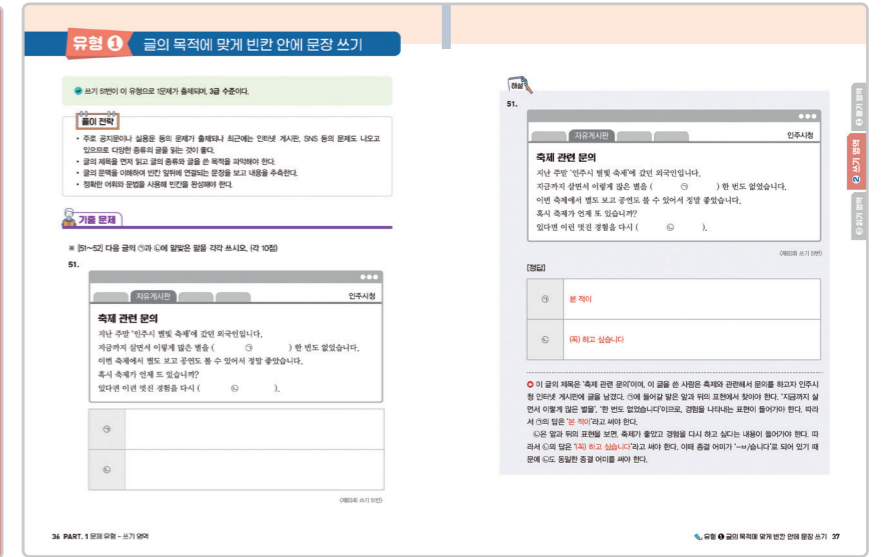 유형 ❶ 글의 목적에 맞게 빈칸 안에 문장 쓰기
쓰기 51번이 이 유형으로 1문제가 출제되며, 3급 수준이다.
풀이 전략
• 주로 공지문이나 실용문 등의 문제가 출제되나 최근에는 인터넷 게시판, SNS 등의 문제도 나오고
있으므로 다양한 종류의 글을 읽는 것이 좋다.
• 글의 제목을 먼저 읽고 글의 종류와 글을 쓴 목적을 파악해야 한다.
• 글의 문맥을 이해하여 빈칸 앞뒤에 연결되는 문장을 보고 내용을 추측한다.
• 정확한 어휘와 문법을 사용해 빈칸을 완성해야 한다.
기출 문제
※ [51~52] 다음 글의 ㉠과 ㉡에 알맞은 말을 각각 쓰시오. (각 10점)
51.
자유게시판 인주시청
축제 관련 문의
지난 주말 '인주시 별빛 축제'에 갔던 외국인입니다.
지금까지 살면서 이렇게 많은 별을 ( ㉠ ) 한 번도 없었습니다.
이번 축제에서 별도 보고 공연도 볼 수 있어서 정말 좋았습니다.
혹시 축제가 언제 또 있습니까?
있다면 이런 멋진 경험을 다시 ( ㉡ ).
㉠
㉡
(제83회 쓰기 51번)
36 PART. 1 문제 유형 - 쓰기 영역
해설
51.
자유게시판 인주시청
축제 관련 문의
지난 주말 '인주시 별빛 축제'에 갔던 외국인입니다.
지금까지 살면서 이렇게 많은 별을 ( ㉠ ) 한 번도 없었습니다.
이번 축제에서 별도 보고 공연도 볼 수 있어서 정말 좋았습니다.
혹시 축제가 언제 또 있습니까?
있다면 이런 멋진 경험을 다시 ( ㉡ ).
(제83회 쓰기 51번)
[정답]
㉠ 본 적이
㉡ (꼭) 하고 싶습니다
이 글의 제목은 '축제 관련 문의'이며, 이 글을 쓴 사람은 축제와 관련해서 문의를 하고자 인주시
청 인터넷 게시판에 글을 남겼다. ㉠에 들어갈 말은 앞과 뒤의 표현에서 찾아야 한다. '지금까지 살
면서 이렇게 많은 별을', '한 번도 없었습니다'이므로, 경험을 나타내는 표현이 들어가야 한다. 따라
서 ㉠의 답은 '본 적이'라고 써야 한다.
㉡은 앞과 뒤의 표현을 보면, 축제가 좋았고 경험을 다시 하고 싶다는 내용이 들어가야 한다. 따
라서 ㉡의 답은 '(꼭) 하고 싶습니다'라고 써야 한다. 이때 종결 어미가 '-ㅂ/습니다'로 되어 있기 때
문에 ㉡도 동일한 종결 어미를 써야 한다.
유형 ❶ 글의 목적에 맞게 빈칸 안에 문장 쓰기 37
❶ 듣기 영역
❷ 쓰기 영역
❸ 읽기 영역